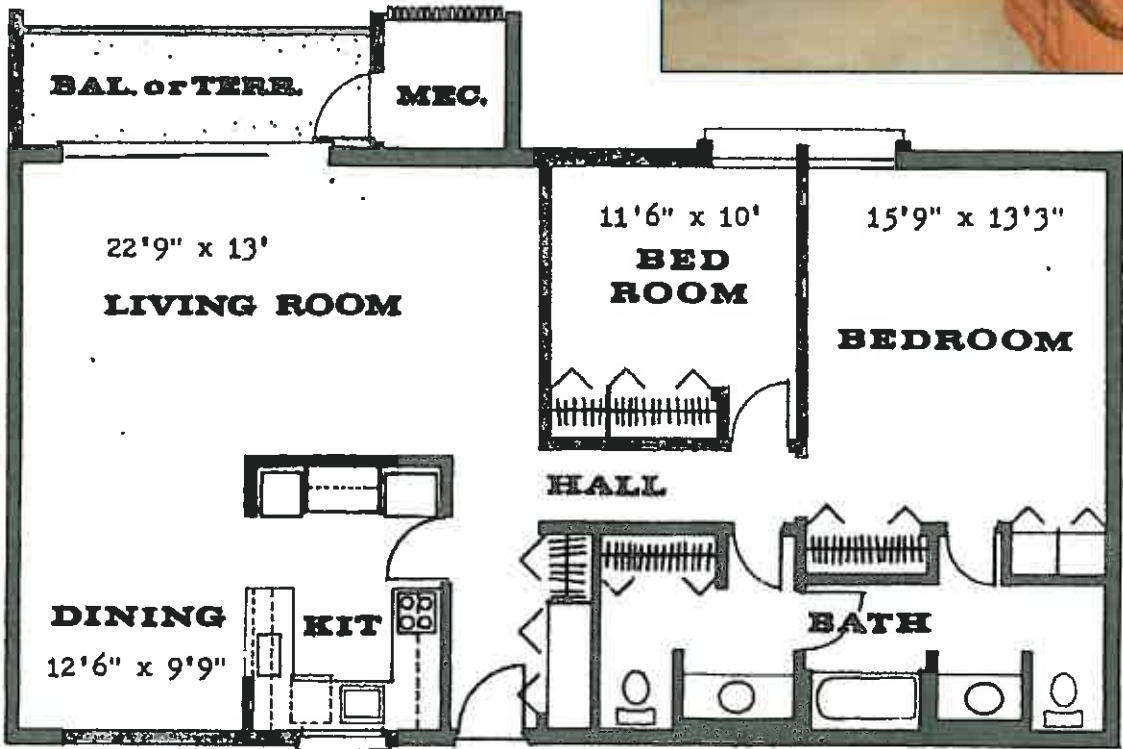 BAL. or TERR.
MEC.
22'9" x 13'
LIVING ROOM
11'6" x 10'
BED
ROOM
15'9" x 13'3"
BEDROOM
HALL
DINING
12'6" x 9'9"
KIT
BATH